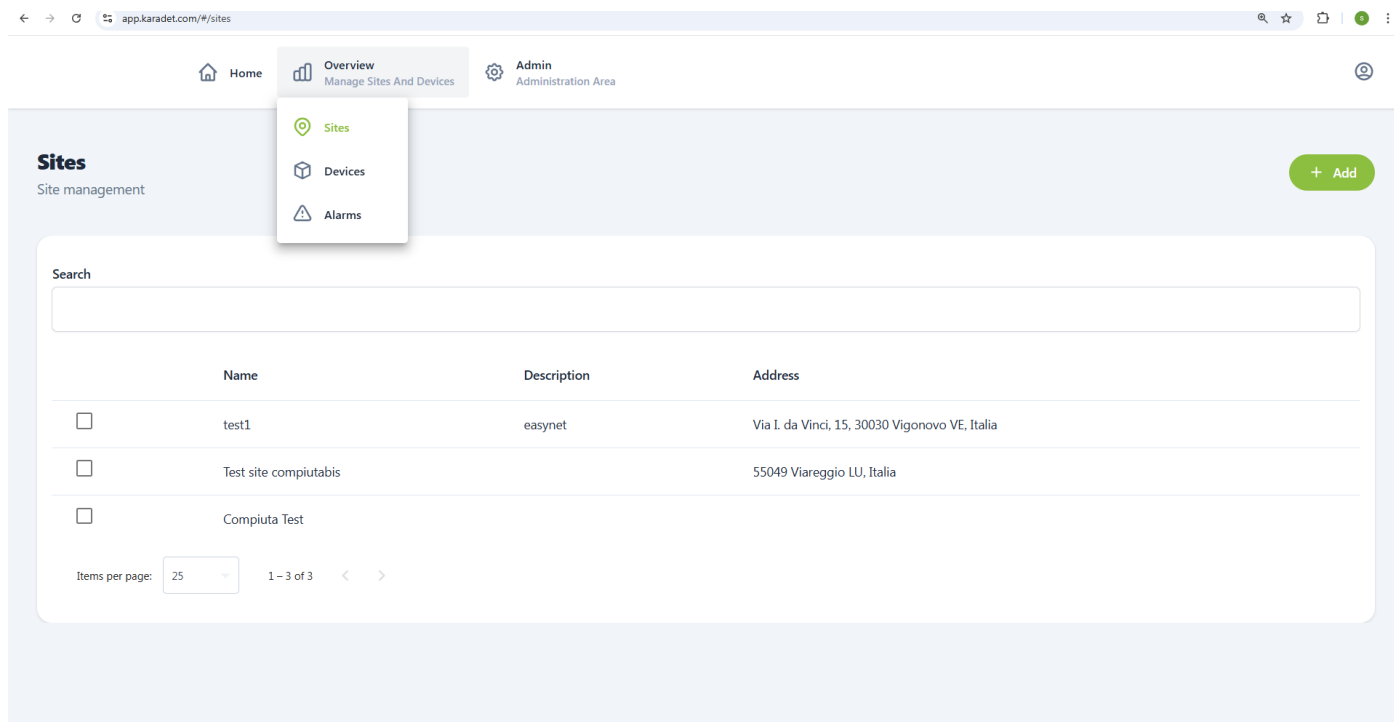 app.karadet.com/#/sites
s
Home
Overview
Manage Sites And Devices
Admin
Administration Area
Sites
Devices
Alarms
Sites
Site management
+ Add
Search
Name Description Address
test1 easynet Via I. da Vinci, 15, 30030 Vigonovo VE, Italia
Test site compiutabis 55049 Viareggio LU, Italia
Compiuta Test
Items per page: 25 1 – 3 of 3